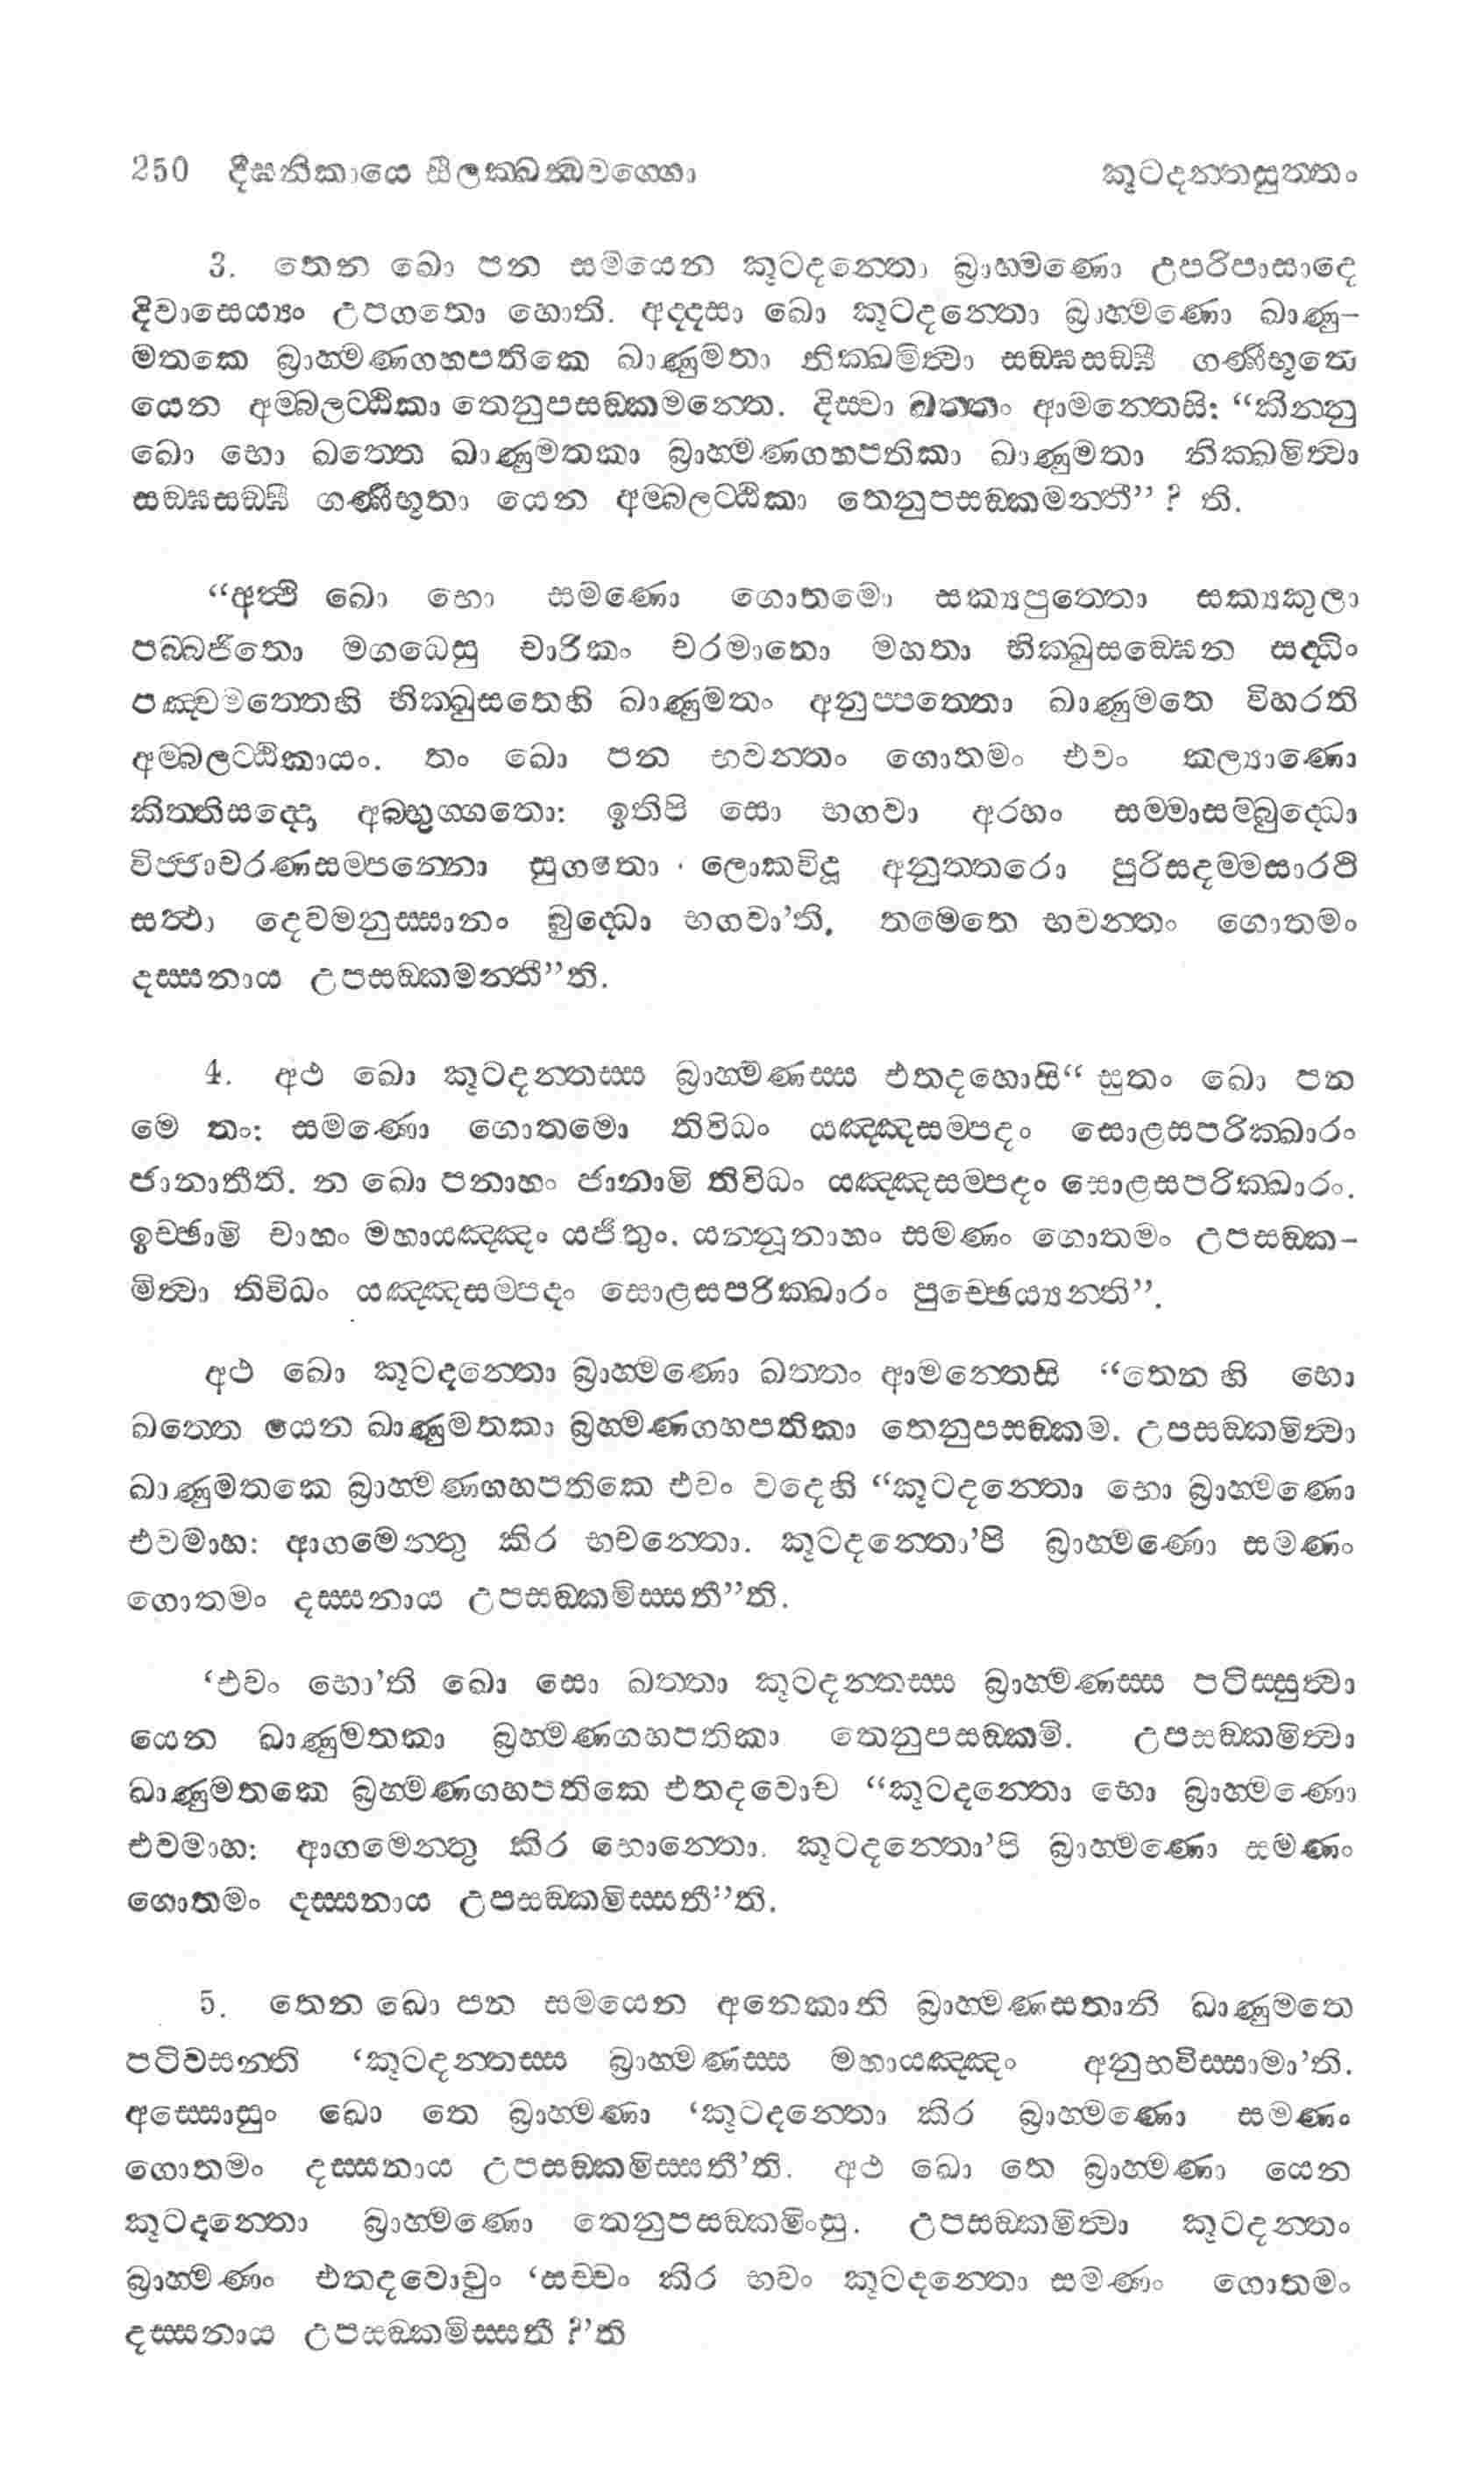 250 දීඝනිකායෙ සීලක්ඛන්ධවග්ගො කූටදන්තසුත්තං
3. තෙන ඛො පන සමයෙන කූටදන්තො බ්‍රාහ්මණො උපරිපාසාදෙ
දිවාසෙය්‍යං උපගතො හොති. අද්දසා ඛො කූටදන්තො බ්‍රාහ්මණො ඛාණු-
මතකෙ බ්‍රාහ්මණගහපතිකෙ ඛාණුමතා නික්ඛමිත්වා සඞ්ඝසඞ්ඝී ගණීභූතෙ
යෙන අම්බලට්ඨිකා තෙනුපසඞ්කමන්තෙ. දිස්වා ඛත්තං ආමන්තෙසි: “කින්නු
ඛො භො ඛත්තෙ ඛාණුමතකා බ්‍රාහ්මණගහපතිකා ඛාණුමතා නික්ඛමිත්වා
සඞ්ඝසඞ්ඝී ගණීභූතා යෙන අම්බලට්ඨිකා තෙනුපසඞ්කමන්තී” ? ති.
“අත්ථි ඛො භො සමණො ගොතමො සක්‍යපුත්තො සක්‍යකුලා
පබ්බජිතො මගධෙසු චාරිකං චරමානො මහතා භික්ඛුසඞ්ඝෙන සද්ධිං
පඤ්චමත්තෙහි භික්ඛුසතෙහි ඛාණුමතං අනුප්පත්තො ඛාණුමතෙ විහරති
අම්බලට්ඨිකායං. තං ඛො පන භවන්තං ගොතමං එවං කල්‍යාණො
කිත්තිසද්දො අබ්භුග්ගතො: ඉතිපි සො භගවා අරහං සම්මාසම්බුද්ධො
විජ්ජාචරණසම්පන්නො සුගතො ලොකවිදූ අනුත්තරො පුරිසදම්මසාරථි
සත්ථා දෙවමනුස්සානං බුද්ධො භගවා’ති. තමෙතෙ භවන්තං ගොතමං
දස්සනාය උපසඞ්කමන්තී”ති.
4. අථ ඛො කූටදන්තස්ස බ්‍රාහ්මණස්ස එතදහොසි“ සුතං ඛො පන
මෙ තං: සමණො ගොතමො තිවිධං යඤ්ඤසම්පදං සොළසපරික්ඛාරං
ජානාතීති. න ඛො පනාහං ජානාමි තිවිධං යඤ්ඤසම්පදං සොළසපරික්ඛාරං.
ඉච්ඡාමි චාහං මහායඤ්ඤං යජිතුං. යන්නූනාහං සමණං ගොතමං උපසඞ්ක-
මිත්වා තිවිධං යඤ්ඤසම්පදං සොළසපරික්ඛාරං පුච්ඡෙය්‍යන්ති”.
අථ ඛො කූටදන්තො බ්‍රාහ්මණො ඛත්තං ආමන්තෙසි “තෙන හි භො
ඛත්තෙ යෙන ඛාණුමතකා බ්‍රහ්මණගහපතිකා තෙනුපසඞ්කම. උපසඞ්කමිත්වා
ඛාණුමතකෙ බ්‍රාහ්මණගහපතිකෙ එවං වදෙහි “කූටදන්තො භො බ්‍රාහ්මණො
එවමාහ: ආගමෙන්තු කිර භවන්තො. කූටදන්තො’පි බ්‍රාහ්මණො සමණං
ගොතමං දස්සනාය උපසඞ්කමිස්සතී”ති.
‘එවං භො’ති ඛො සො ඛත්තා කූටදන්තස්ස බ්‍රාහ්මණස්ස පටිස්සුත්වා
යෙන ඛාණුමතකා බ්‍රහ්මණගහපතිකා තෙනුපසඞ්කමි. උපසඞ්කමිත්වා
ඛාණුමතකෙ බ්‍රහ්මණගහපතිකෙ එතදවොච “කූටදන්තො භො බ්‍රාහ්මණො
එවමාහ: ආගමෙන්තු කිර භොන්තො. කූටදන්තො’පි බ්‍රාහ්මණො සමණං
ගොතමං දස්සනාය උපසඞ්කමිස්සතී”ති.
5. තෙන ඛො පන සමයෙන අනෙකානි බ්‍රාහ්මණසතානි ඛාණුමතෙ
පටිවසන්ති ‘කූටදන්තස්ස බ්‍රාහ්මණස්ස මහායඤ්ඤං අනුභවිස්සාමා’ති.
අස්සොසුං ඛො තෙ බ්‍රාහ්මණා ‘කූටදන්තො කිර බ්‍රාහ්මණො සමණං
ගොතමං දස්සනාය උපසඞ්කමිස්සතී’ති. අථ ඛො තෙ බ්‍රාහ්මණා යෙන
කූටදන්තො බ්‍රාහ්මණො තෙනුපසඞ්කමිංසු. උපසඞ්කමිත්වා කූටදන්තං
බ්‍රාහ්මණං එතදවොචුං ‘සච්චං කිර භවං කූටදන්තො සමණං ගොතමං
දස්සනාය උපසඞ්කමිස්සතී ?’ති